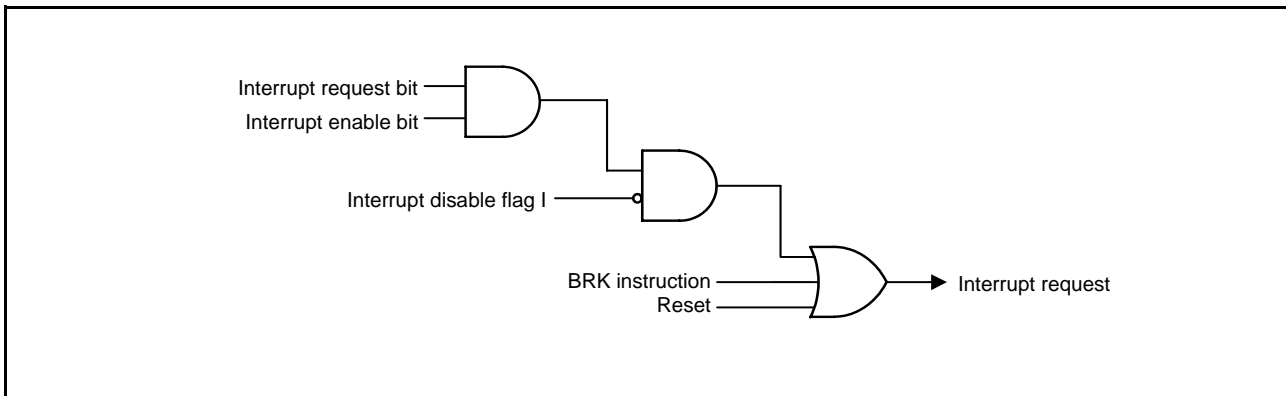 Interrupt request bit
Interrupt enable bit
Interrupt disable flag I
BRK instruction
Reset
Interrupt request